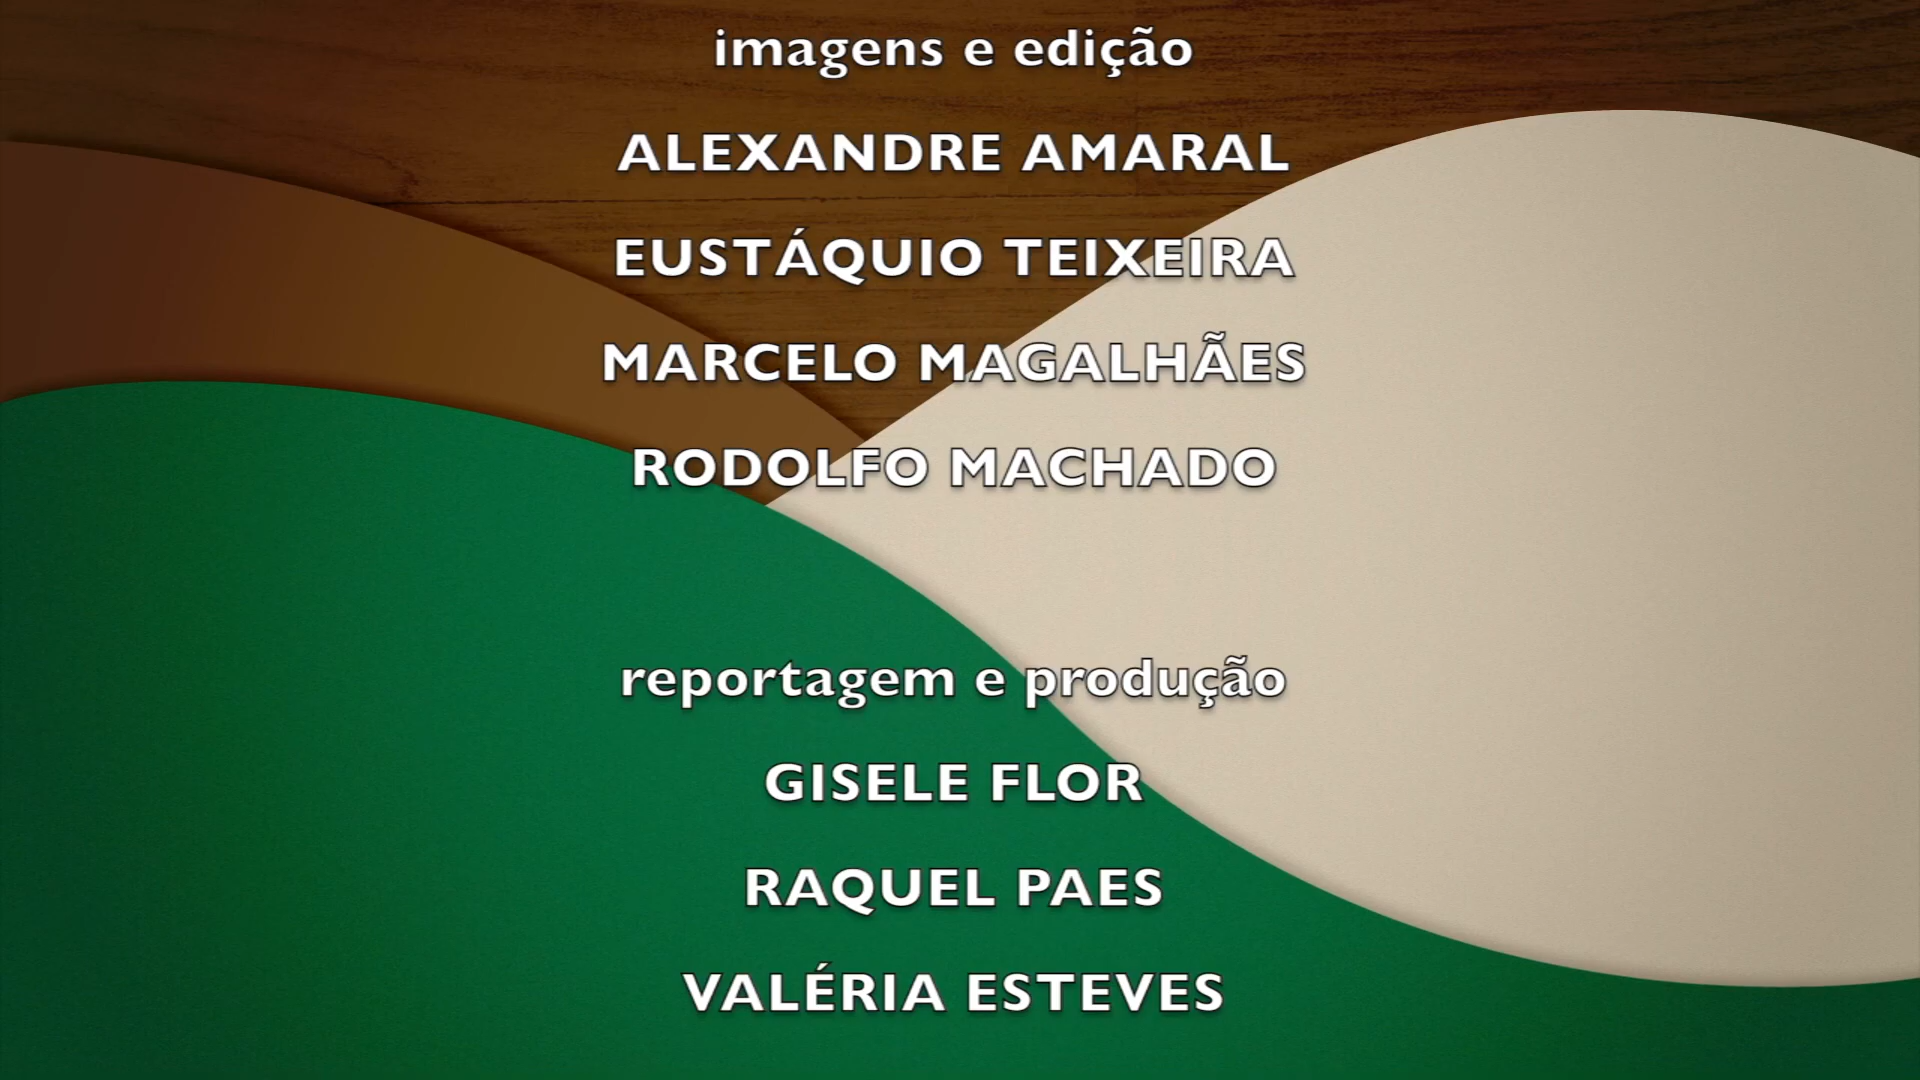 imagens e edição
ALEXANDRE AMARAL
EUSTÁQUIO TEIXEIRA
MARCELO MAGALHÃES
RODOLFO MACHADO
reportagem e produção
GISELE FLOR
RAQUEL PAES
VALÉRIA ESTEVES